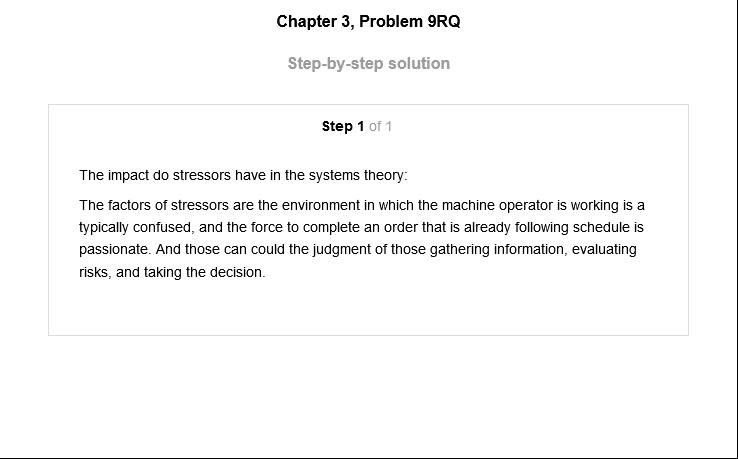 Chapter 3, Problem 9RQ
Step-by-step solution
Step 1 of 1
The impact do stressors have in the systems theory:
The factors of stressors are the environment in which the machine operator is working is a
typically confused, and the force to complete an order that is already following schedule is
passionate. And those can could the judgment of those gathering information, evaluating
risks, and taking the decision.